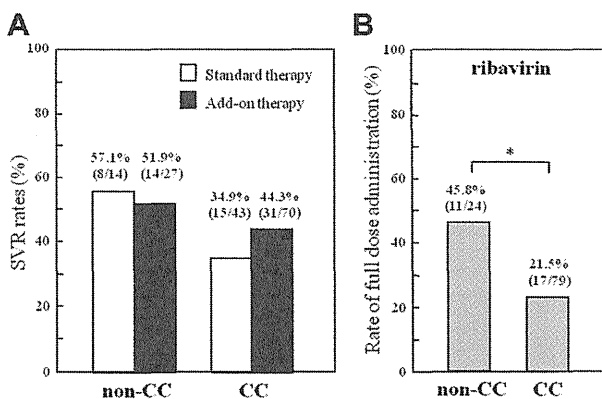 A
100
80
60
40
20
0
SVR rates (%)
Standard therapy
Add-on therapy
57.1% 51.9%
(8/14) (14/27)
34.9% 44.3%
(15/43) (31/70)
non-CC CC
B
100
80
60
40
20
0
Rate of full dose administration (%)
ribavirin
*
45.8%
(11/24)
21.5%
(17/79)
non-CC CC